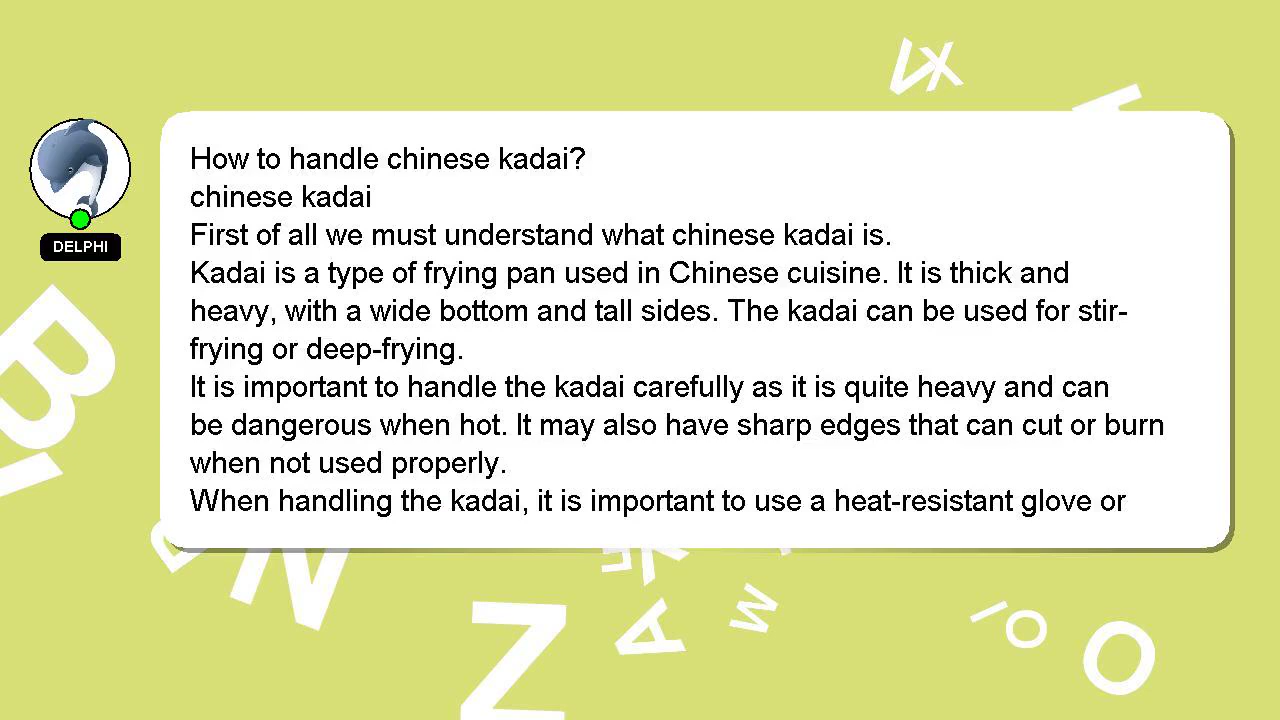 How to handle chinese kadai?
chinese kadai
First of all we must understand what chinese kadai is.
Kadai is a type of frying pan used in Chinese cuisine. It is thick and
heavy, with a wide bottom and tall sides. The kadai can be used for stir-
frying or deep-frying.
It is important to handle the kadai carefully as it is quite heavy and can
be dangerous when hot. It may also have sharp edges that can cut or burn
when not used properly.
When handling the kadai, it is important to use a heat-resistant glove or
DELPHI